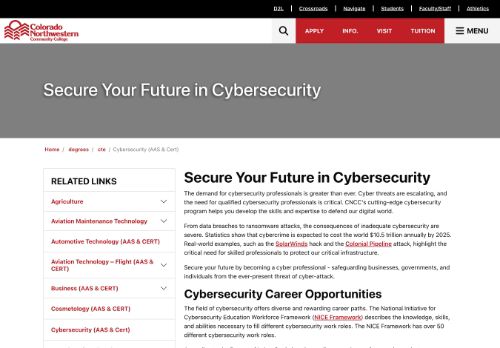 D2L
Crossroads
Navigate
Students
Faculty/Staff
Athletics
Colorado
Northwestern
Community College
APPLY
INFO.
VISIT
TUITION
MENU
Secure Your Future in Cybersecurity
Home / degrees / cte / Cybersecurity (AAS & Cert)
RELATED LINKS
Agriculture
Aviation Maintenance Technology
Automotive Technology (AAS & CERT)
Aviation Technology – Flight (AAS &
CERT)
Business (AAS & CERT)
Cosmetology (AAS & CERT)
Cybersecurity (AAS & Cert)
Secure Your Future in Cybersecurity
The demand for cybersecurity professionals is greater than ever. Cyber threats are escalating, and
the need for qualified cybersecurity professionals is critical. CNCC's cutting-edge cybersecurity
program helps you develop the skills and expertise to defend our digital world.
From data breaches to ransomware attacks, the consequences of inadequate cybersecurity are
severe. Statistics show that cybercrime is expected to cost the world $10.5 trillion annually by 2025.
Real-world examples, such as the SolarWinds hack and the Colonial Pipeline attack, highlight the
critical need for skilled professionals to protect our critical infrastructure.
Secure your future by becoming a cyber professional - safeguarding businesses, governments, and
individuals from the ever-present threat of cyber-attack.
Cybersecurity Career Opportunities
The field of cybersecurity offers diverse and rewarding career paths. The National Initiative for
Cybersecurity Education Workforce Framework (NICE Framework) describes the knowledge, skills,
and abilities necessary to fill different cybersecurity work roles. The NICE Framework has over 50
different cybersecurity work roles.